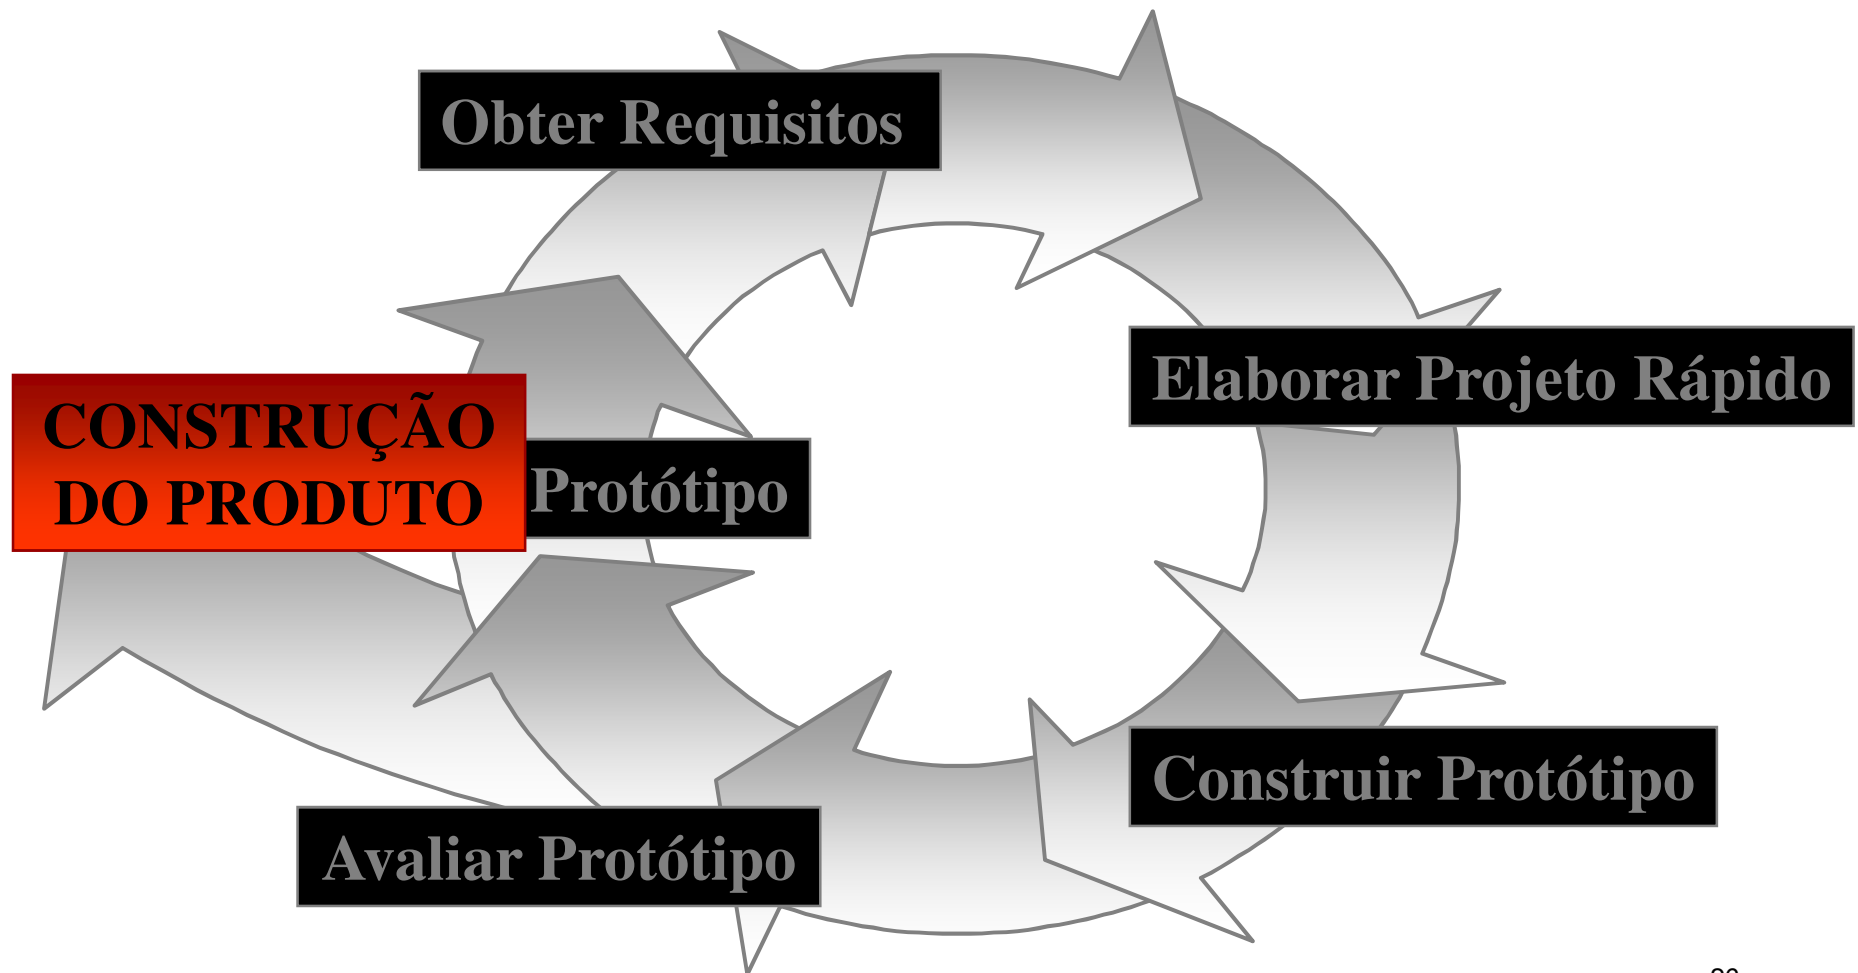 Obter Requisitos
Elaborar Projeto Rápido
CONSTRUÇÃO
DO PRODUTO
Protótipo
Construir Protótipo
Avaliar Protótipo